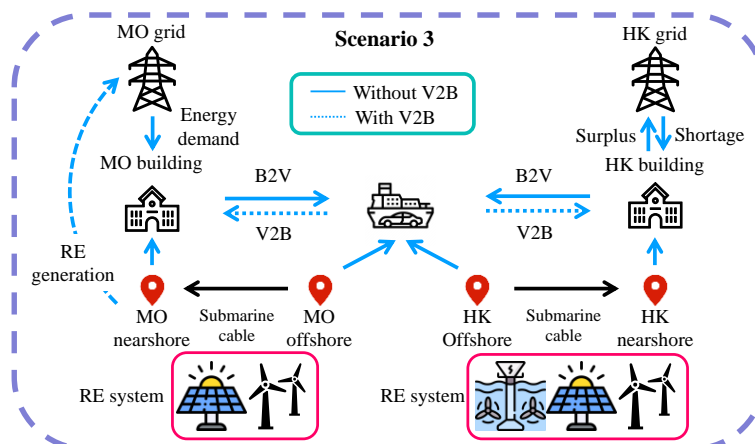 MO grid
Scenario 3
HK grid
Without V2B
With V2B
Energy
demand
Surplus
Shortage
MO building
HK building
B2V
B2V
V2B
V2B
RE
generation
MO
nearshore
Submarine
cable
MO
offshore
HK
Offshore
Submarine
cable
HK
nearshore
RE system
RE system